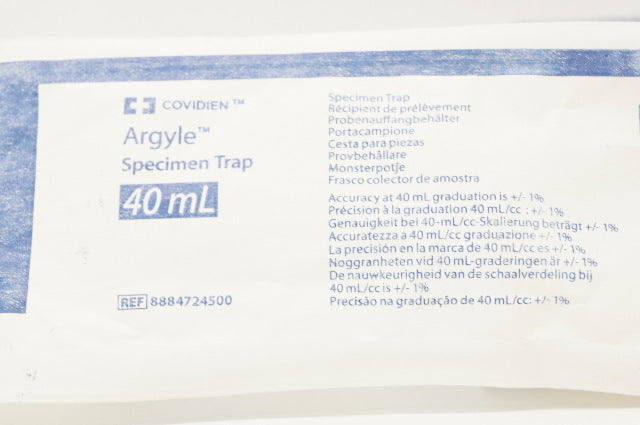 COVIDIEN™
Argyle™
Specimen Trap
40 mL
REF 8884724500
Specimen Trap
Récipient de prélèvement
Probenauffangbehälter
Portacampione
Cesta para piezas
Provbehållare
Monsterpotje
Frasco colector de amostra
Accuracy at 40 mL graduation is +/- 1%
Précision à la graduation 40 mL/cc : +/- 1%
Genauigkeit bei 40-mL/cc-Skalierung beträgt +/- 1%
Accuratezza a 40 mL/cc graduazione +/- 1%
La precisión en la marca de 40 mL/cc es +/- 1%
Noggranheten vid 40 mL-graderingen är +/- 1%
De nauwkeurigheid van de schaalverdeling bij
40 mL/cc is +/- 1%
Precisão na graduação de 40 mL/cc: +/- 1%